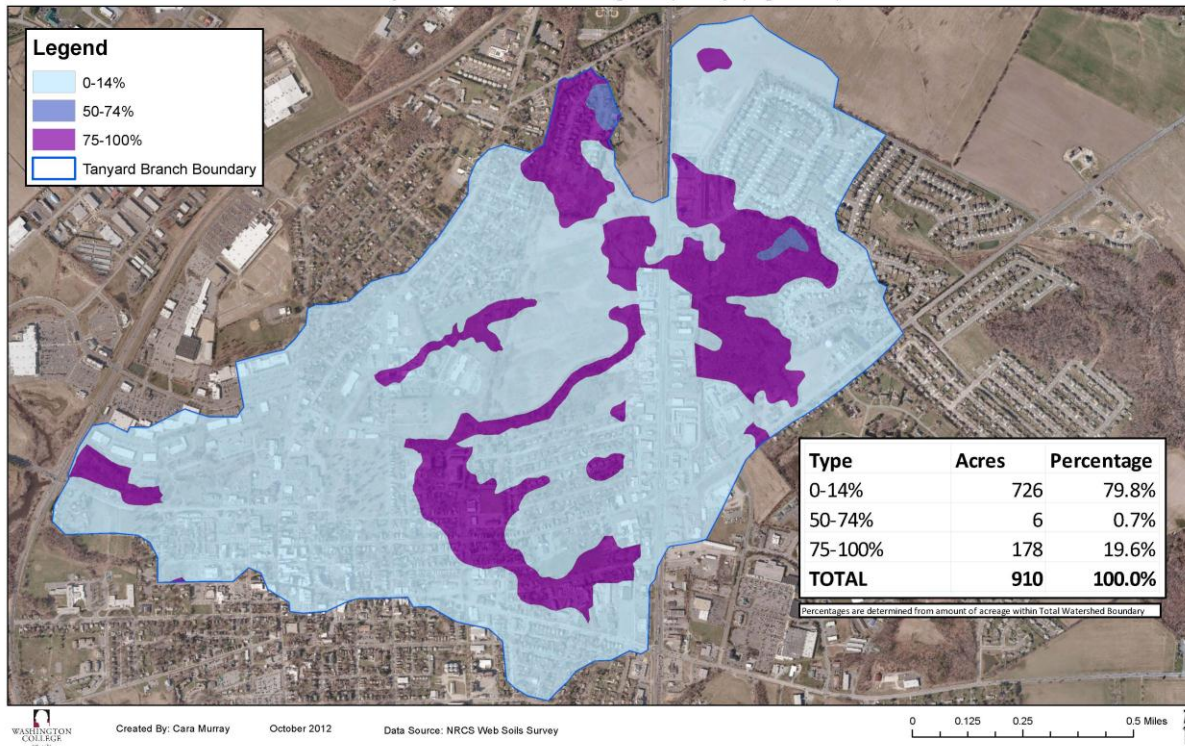 Legend
0-14%
50-74%
75-100%
Tanyard Branch Boundary
Type Acres Percentage
0-14% 726 79.8%
50-74% 6 0.7%
75-100% 178 19.6%
TOTAL 910 100.0%
Percentages are determined from amount of acreage within Total Watershed Boundary
WASHINGTON
COLLEGE
Created By: Cara Murray October 2012 Data Source: NRCS Web Soils Survey
0 0.125 0.25 0.5 Miles